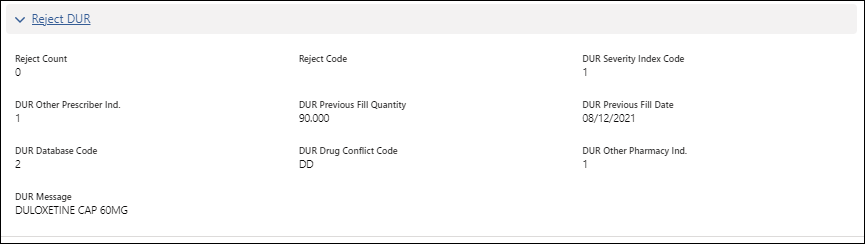 Reject DUR
Reject Count Reject Code DUR Severity Index Code
0 1
DUR Other Prescriber Ind. DUR Previous Fill Quantity DUR Previous Fill Date
1 90.000 08/12/2021
DUR Database Code DUR Drug Conflict Code DUR Other Pharmacy Ind.
2 DD 1
DUR Message
DULOXETINE CAP 60MG